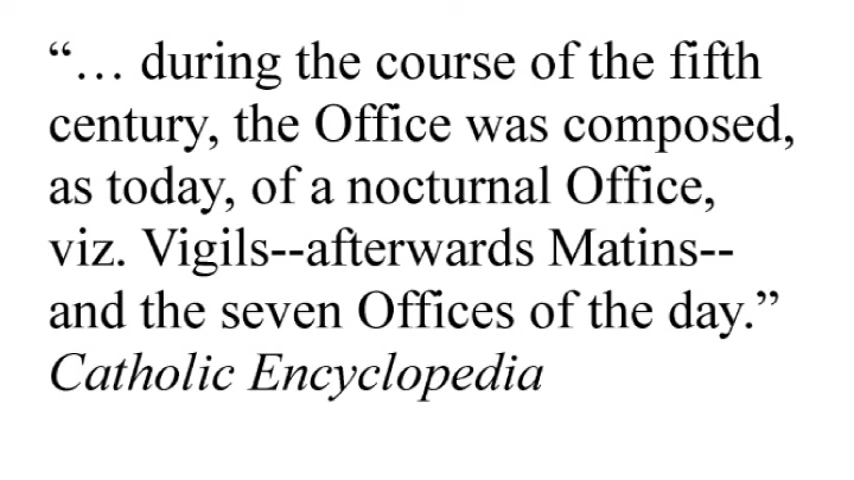 “… during the course of the fifth
century, the Office was composed,
as today, of a nocturnal Office,
viz. Vigils--afterwards Matins--
and the seven Offices of the day.”
Catholic Encyclopedia